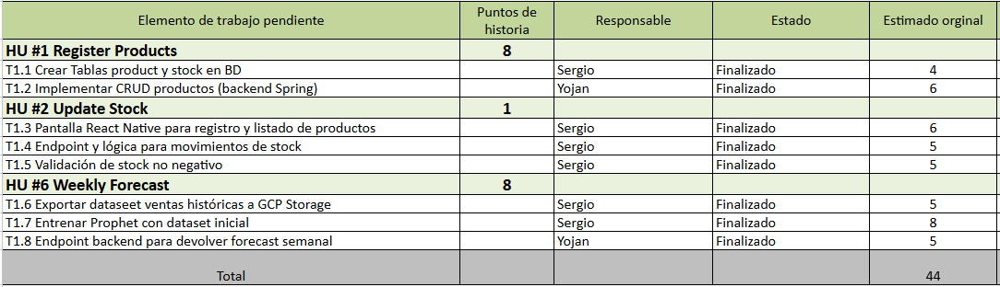 Elemento de trabajo pendiente Puntos de historia Responsable Estado Estimado orginal
HU #1 Register Products 8
T1.1 Crear Tablas product y stock en BD Sergio Finalizado 4
T1.2 Implementar CRUD productos (backend Spring) Yojan Finalizado 6
HU #2 Update Stock 1
T1.3 Pantalla React Native para registro y listado de productos Sergio Finalizado 6
T1.4 Endpoint y lógica para movimientos de stock Sergio Finalizado 5
T1.5 Validación de stock no negativo Sergio Finalizado 5
HU #6 Weekly Forecast 8
T1.6 Exportar dataseet ventas históricas a GCP Storage Sergio Finalizado 5
T1.7 Entrenar Prophet con dataset inicial Sergio Finalizado 8
T1.8 Endpoint backend para devolver forecast semanal Yojan Finalizado 5
Total 44